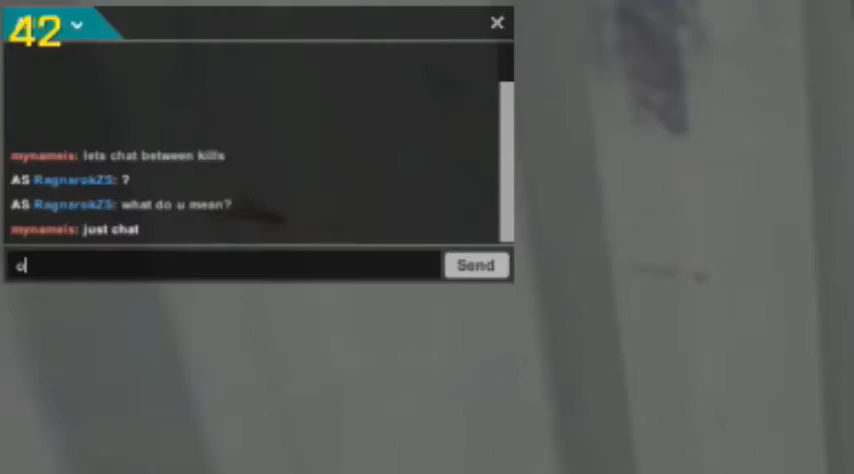 42
mynameis: lets chat between kills
AS RagnarokZS: ?
AS RagnarokZS: what do u mean?
mynameis: just chat
Send